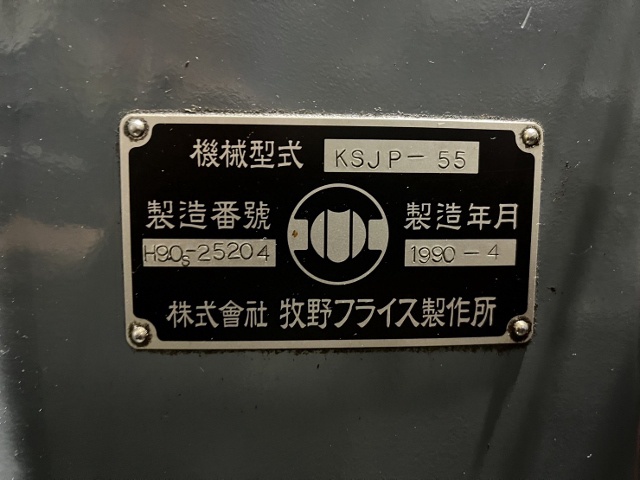 機械型式 KSJP-55
製造番號 製造年月
H90s-25204 1990-4
株式會社 牧野フライス製作所